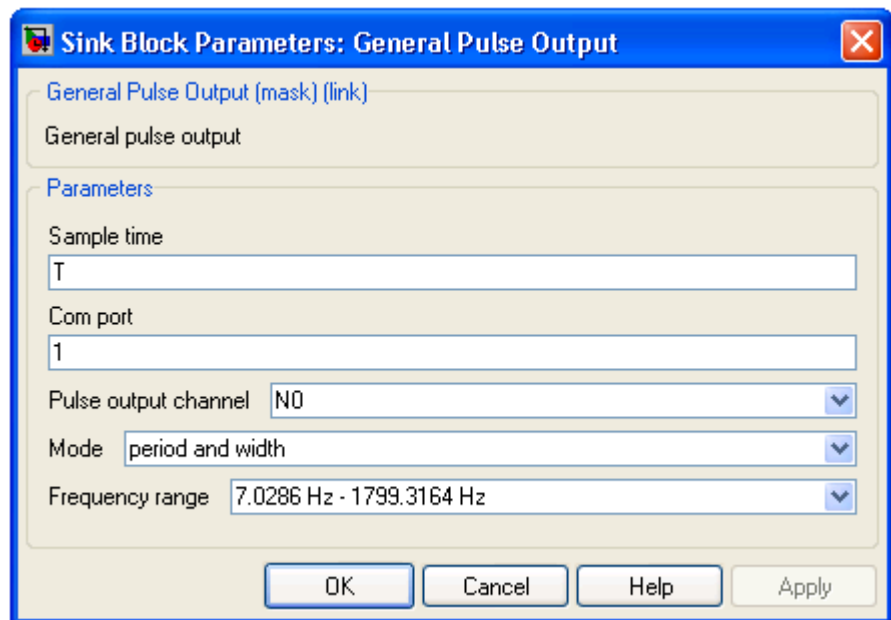 Sink Block Parameters: General Pulse Output
General Pulse Output (mask) (link)
General pulse output
Parameters
Sample time
T
Com port
1
Pulse output channel N0
Mode period and width
Frequency range 7.0286 Hz - 1799.3164 Hz
OK Cancel Help Apply